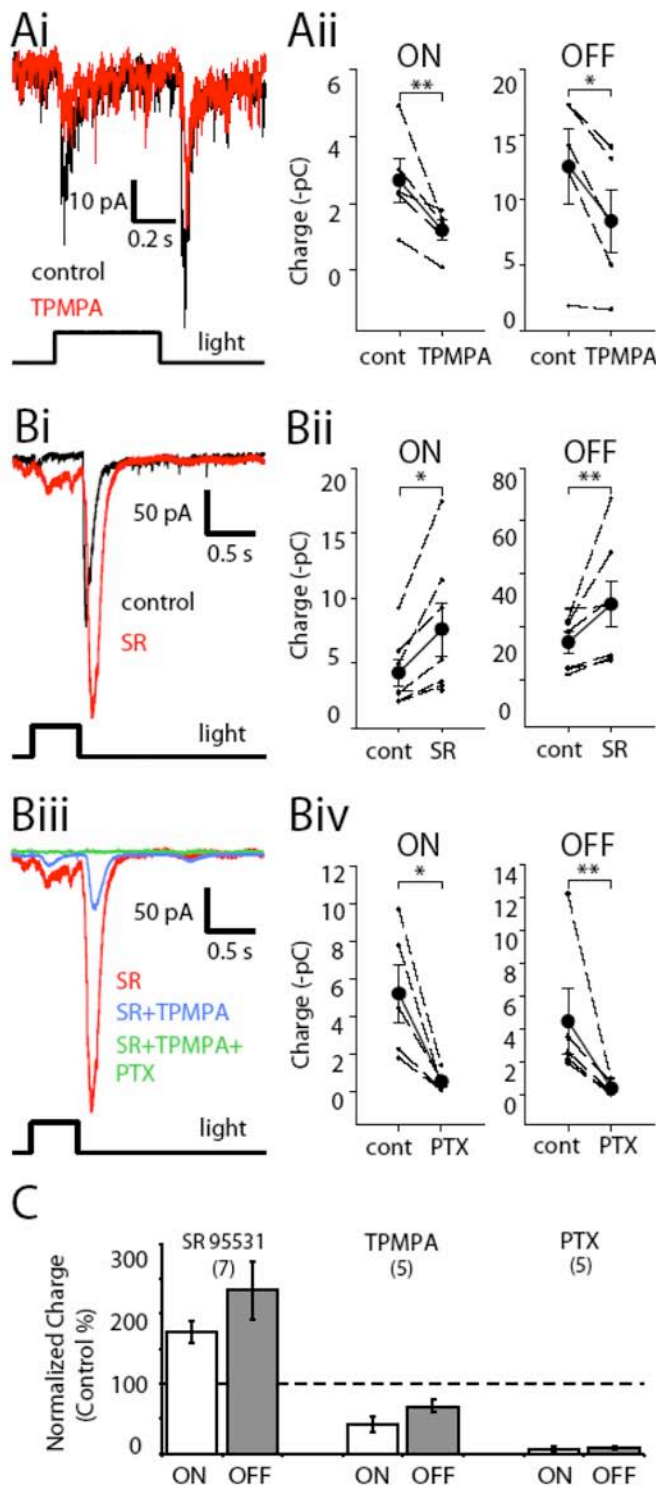 Ai
10 pA
0.2 s
control
TPMPA
light
Aii
ON
**
6
4
2
0
Charge (-pC)
cont TPMPA
OFF
*
20
15
10
5
0
cont TPMPA
Bi
50 pA
0.5 s
control
SR
light
Bii
ON
*
20
15
10
5
0
Charge (-pC)
cont SR
OFF
**
80
60
40
20
0
cont SR
Biii
50 pA
0.5 s
SR
SR+TPMPA
SR+TPMPA+
PTX
light
Biv
ON
*
12
10
8
6
4
2
0
Charge (-pC)
cont PTX
OFF
**
14
12
10
8
6
4
2
0
cont PTX
C
Normalized Charge
(Control %)
300
200
100
0
SR 95531
(7)
TPMPA
(5)
PTX
(5)
ON OFF ON OFF ON OFF